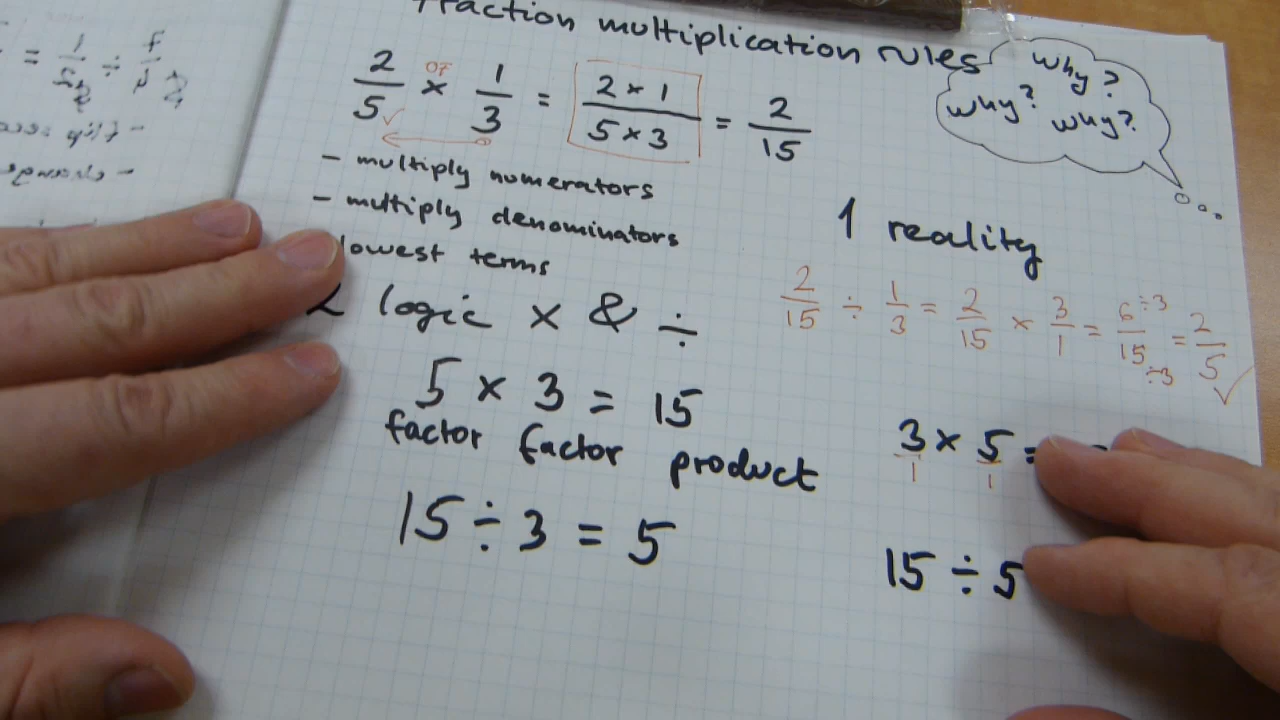 fraction multiplication rules
2/5 × 1/3 = 2 × 1 / 5 × 3 = 2/15
OF
why?
why? why?
- multiply numerators
- multiply denominators
lowest terms
1 reality
2/15 ÷ 1/3 = 2/15 × 3/1 = 6÷3 / 15÷3 = 2/5 ✓
2 logic × & ÷
5 × 3 = 15
factor factor product
3/1 × 5/1 =
15 ÷ 3 = 5
15 ÷ 5